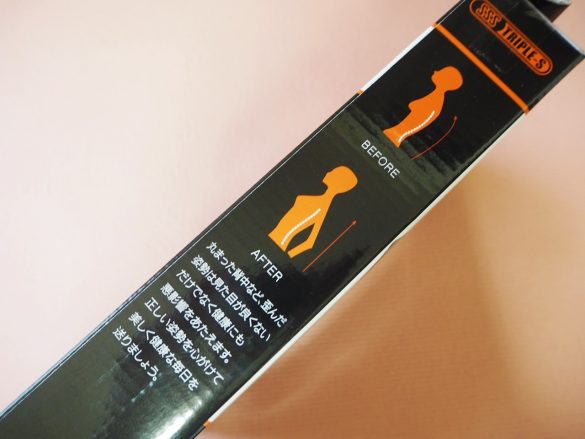 SSS TRIPLE-S
BEFORE
AFTER
丸まった背中など、歪んだ
姿勢は見た目が良くない
だけでなく健康にも
悪影響をあたえます。
正しい姿勢を心がけて
美しく健康な毎日を
送りましょう。